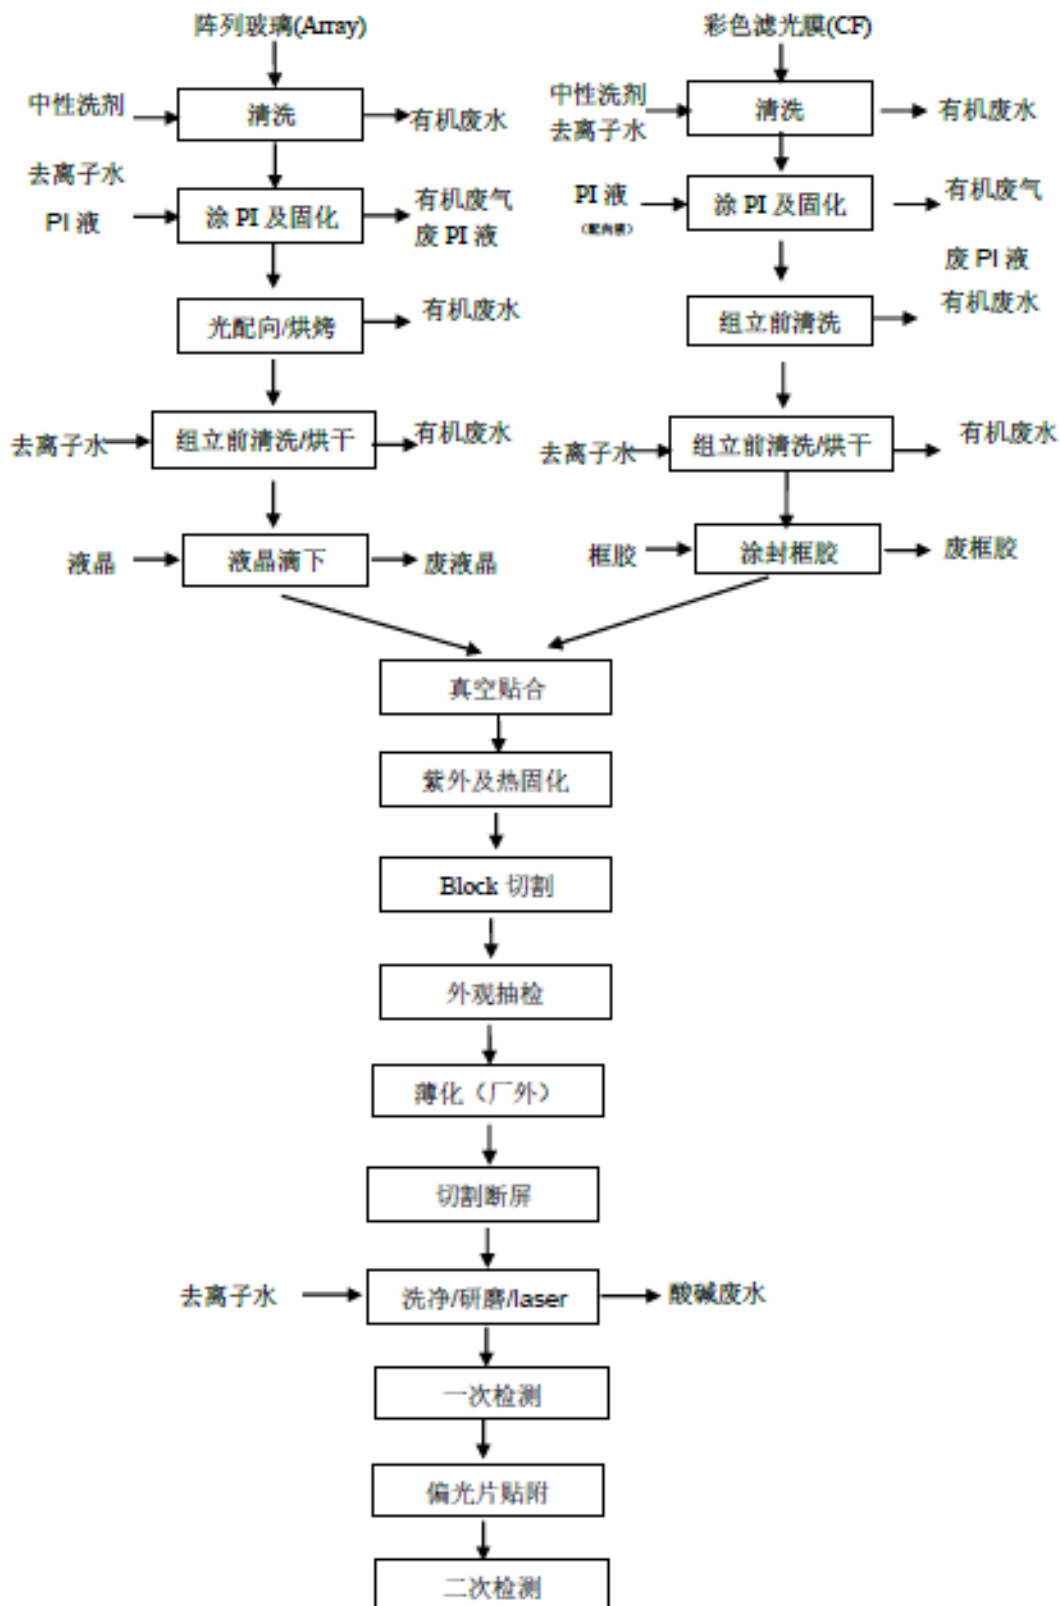 阵列玻璃(Array)
彩色滤光膜(CF)
中性洗剂
清洗
有机废水
中性洗剂
去离子水
清洗
有机废水
去离子水
PI 液
涂 PI 及固化
有机废气
废 PI 液
PI 液
(配向液)
涂 PI 及固化
有机废气
废 PI 液
光配向/烘烤
有机废水
组立前清洗
有机废水
去离子水
组立前清洗/烘干
有机废水
去离子水
组立前清洗/烘干
有机废水
液晶
液晶滴下
废液晶
框胶
涂封框胶
废框胶
真空贴合
紫外及热固化
Block 切割
外观抽检
薄化（厂外）
切割断屏
去离子水
洗净/研磨/laser
酸碱废水
一次检测
偏光片贴附
二次检测